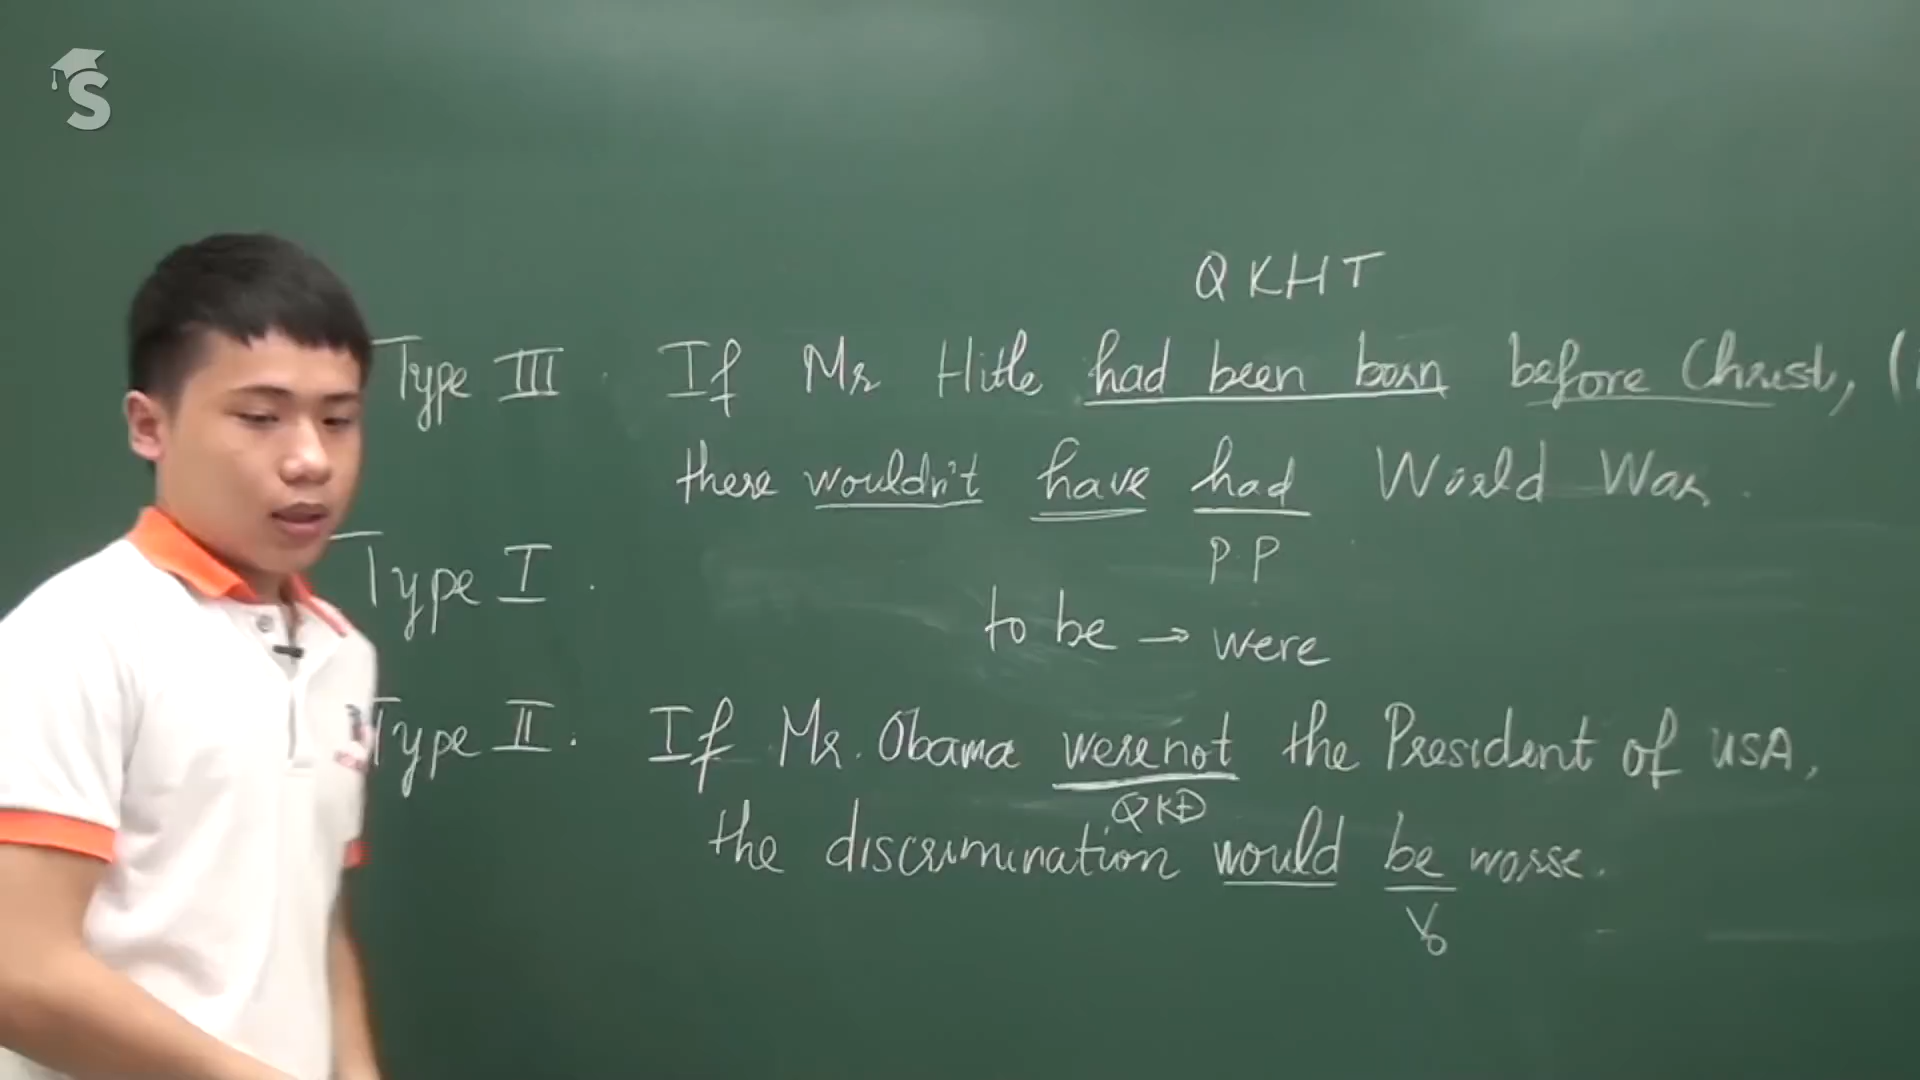 S
QKHT
Type III. If Mr Hitle had been born before Christ, (
there wouldn't have had World War.
P.P
Type I.
to be → were
Type II. If Mr. Obama were not the President of USA,
QKĐ
the discrimination would be worse.
Vo